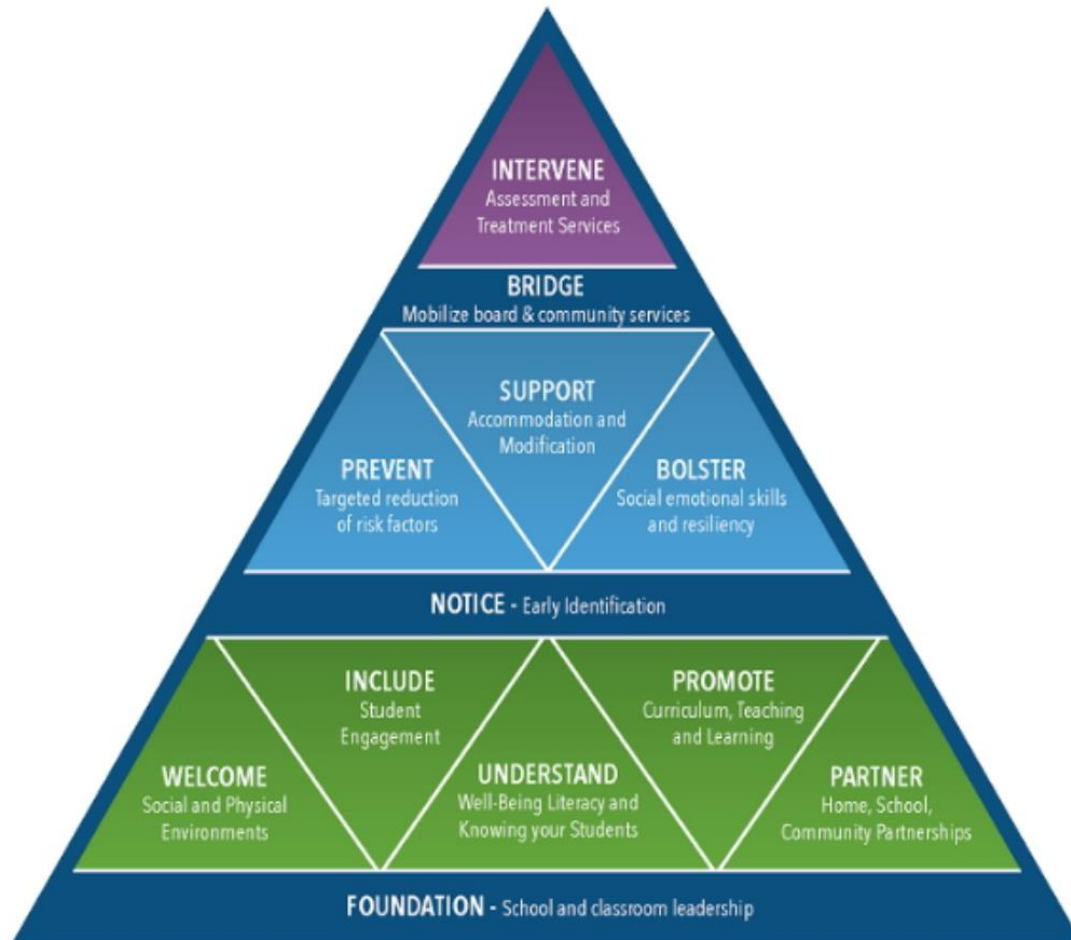 INTERVENE
Assessment and
Treatment Services
BRIDGE
Mobilize board & community services
SUPPORT
Accommodation and
Modification
PREVENT
Targeted reduction
of risk factors
BOLSTER
Social emotional skills
and resiliency
NOTICE - Early Identification
INCLUDE
Student
Engagement
PROMOTE
Curriculum, Teaching
and Learning
WELCOME
Social and Physical
Environments
UNDERSTAND
Well-Being Literacy and
Knowing your Students
PARTNER
Home, School,
Community Partnerships
FOUNDATION - School and classroom leadership